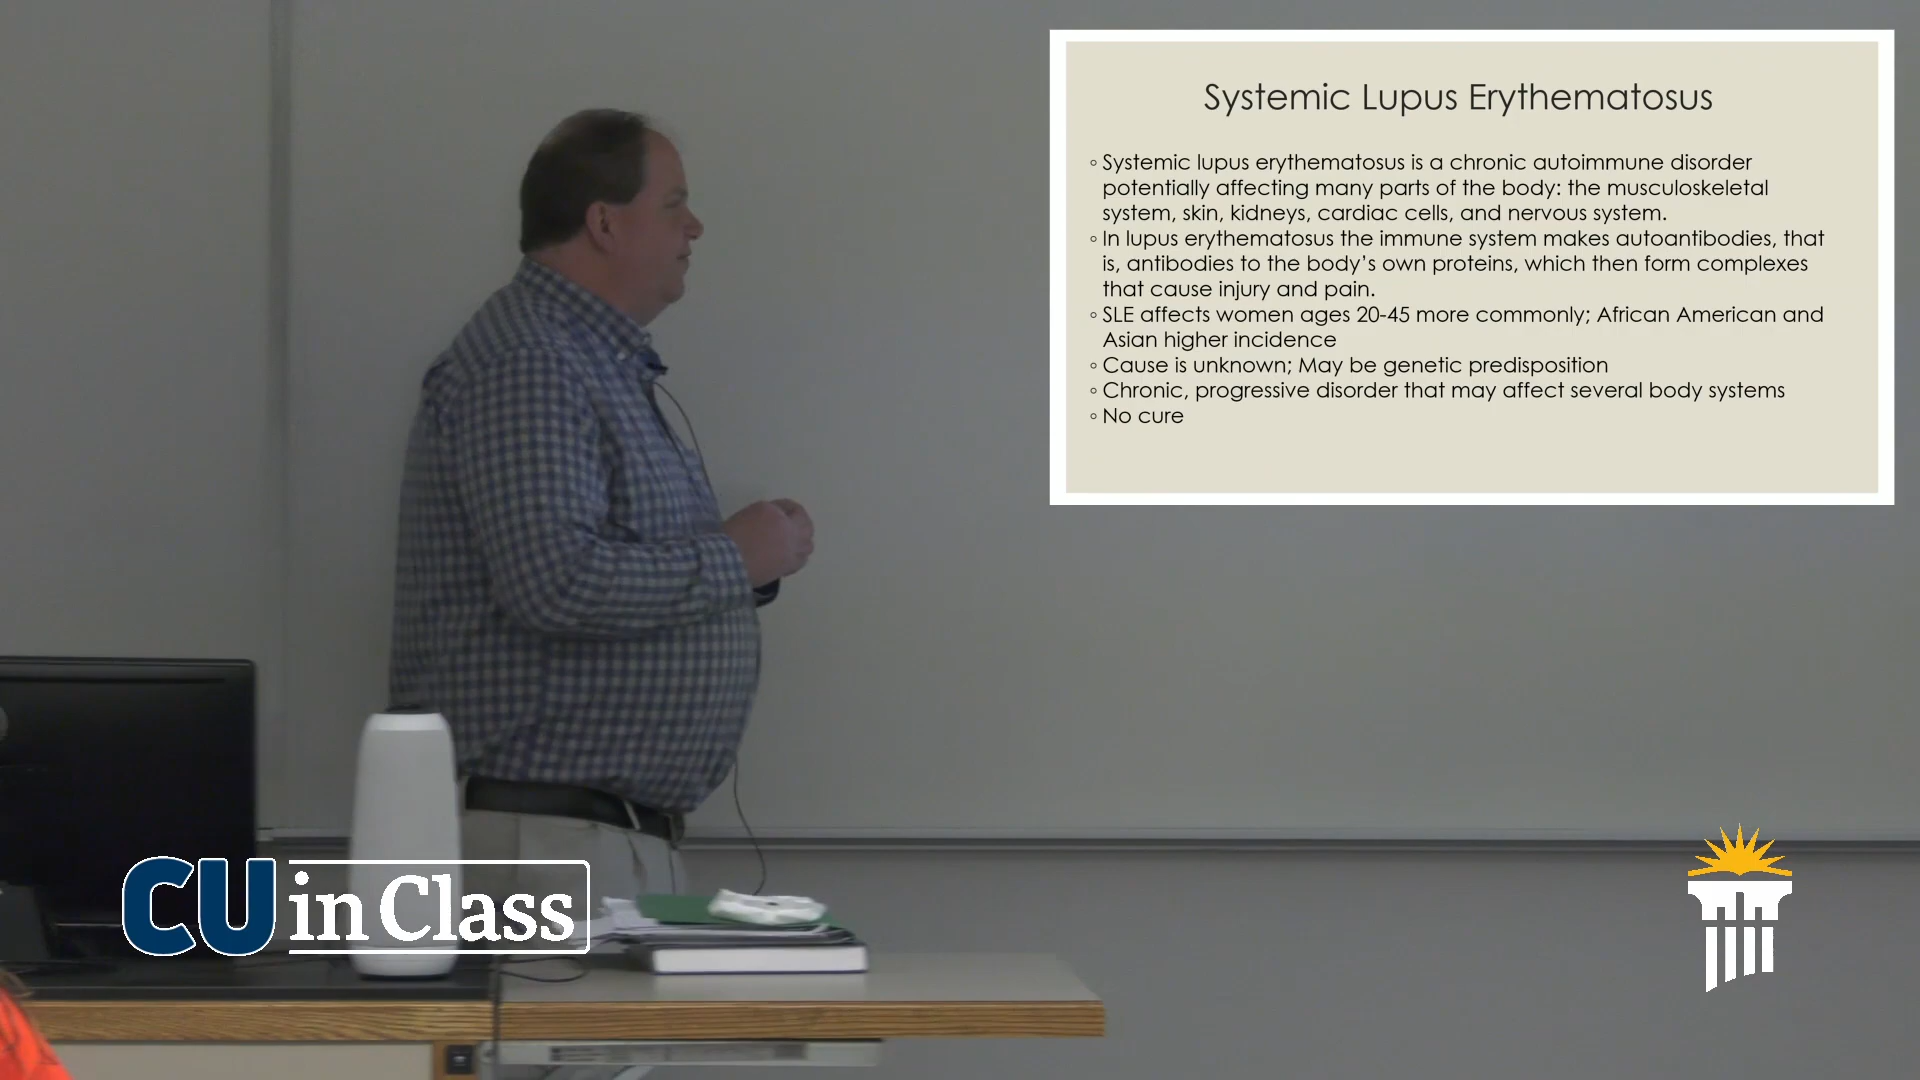 Systemic Lupus Erythematosus
◦ Systemic lupus erythematosus is a chronic autoimmune disorder
potentially affecting many parts of the body: the musculoskeletal
system, skin, kidneys, cardiac cells, and nervous system.
◦ In lupus erythematosus the immune system makes autoantibodies, that
is, antibodies to the body's own proteins, which then form complexes
that cause injury and pain.
◦ SLE affects women ages 20-45 more commonly; African American and
Asian higher incidence
◦ Cause is unknown; May be genetic predisposition
◦ Chronic, progressive disorder that may affect several body systems
◦ No cure
CU in Class